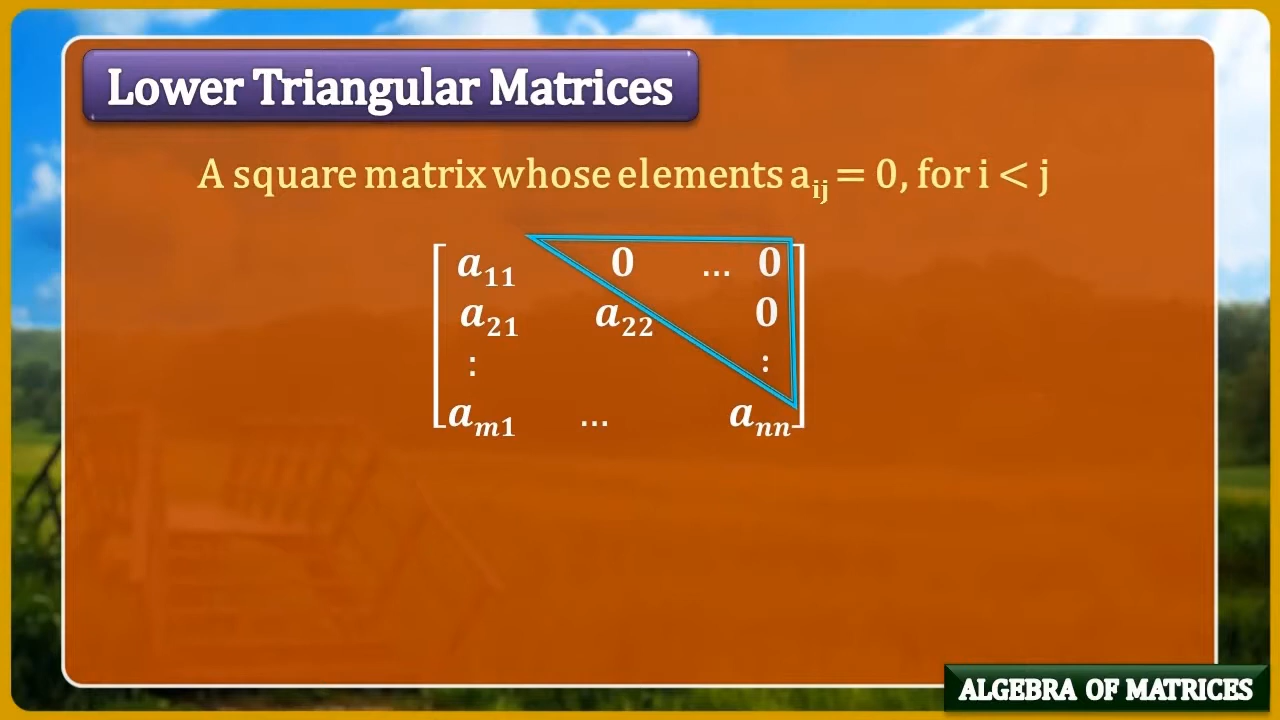 Lower Triangular Matrices
A square matrix whose elements aᵢⱼ = 0, for i < j
a₁₁ 0 ... 0
a₂₁ a₂₂ 0
: :
aₘ₁ ... aₙₙ
ALGEBRA OF MATRICES